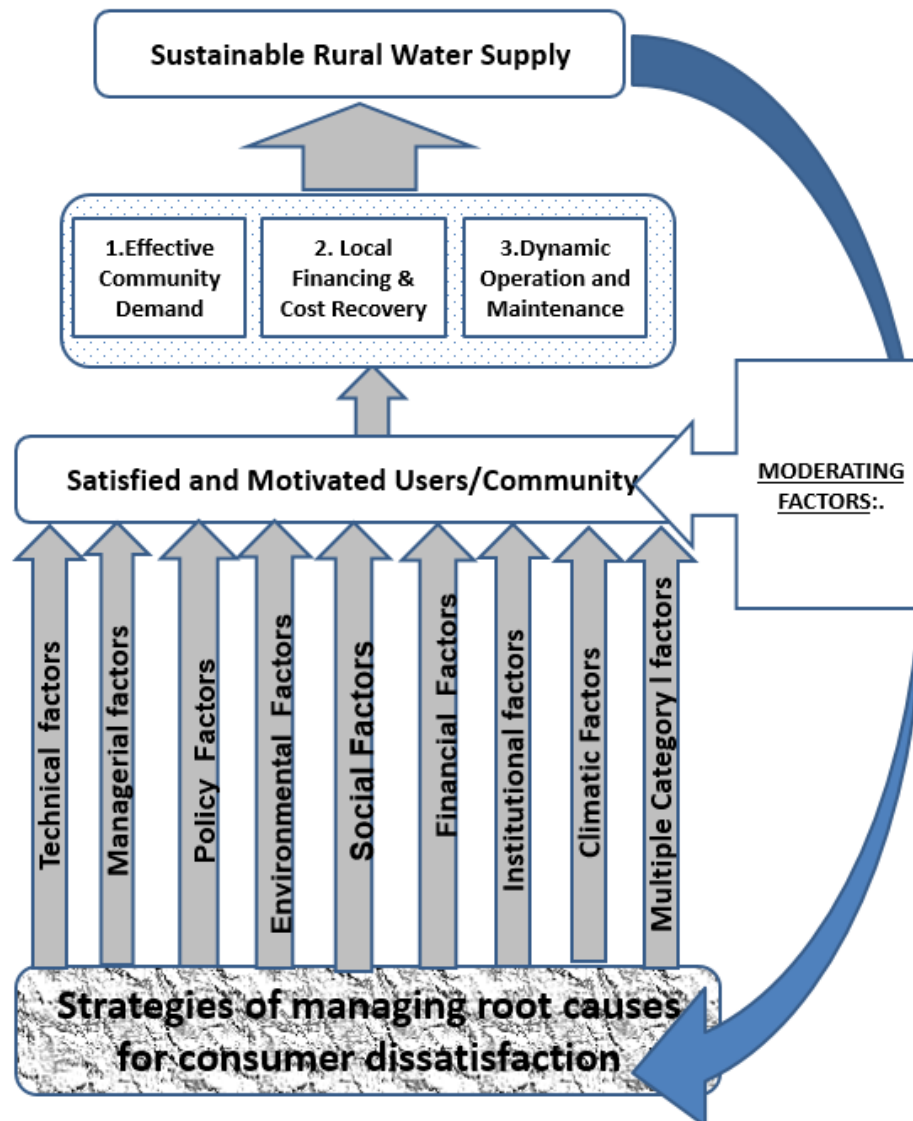 Sustainable Rural Water Supply
1.Effective
Community
Demand
2. Local
Financing &
Cost Recovery
3.Dynamic
Operation and
Maintenance
Satisfied and Motivated Users/Community
MODERATING
FACTORS:.
Technical factors
Managerial factors
Policy Factors
Environmental Factors
Social Factors
Financial Factors
Institutional factors
Climatic Factors
Multiple Category l factors
Strategies of managing root causes
for consumer dissatisfaction